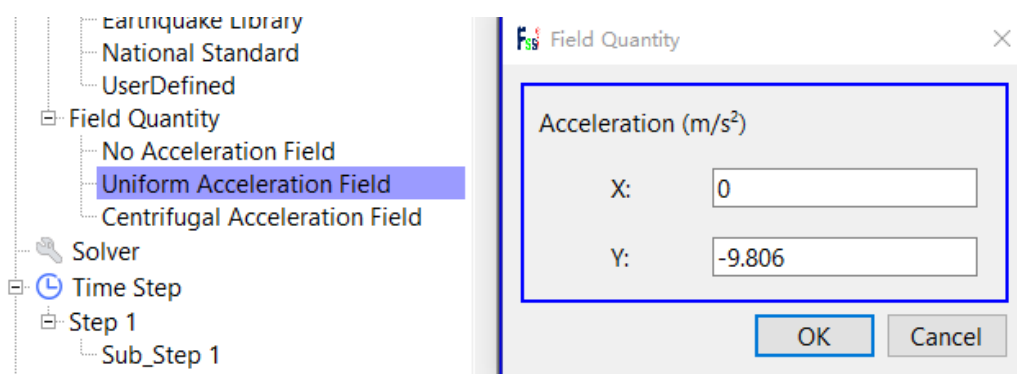 Earthquake Library
National Standard
UserDefined
Field Quantity
No Acceleration Field
Uniform Acceleration Field
Centrifugal Acceleration Field
Solver
Time Step
Step 1
Sub_Step 1
Fss Field Quantity
Acceleration (m/s²)
X: 0
Y: -9.806
OK Cancel